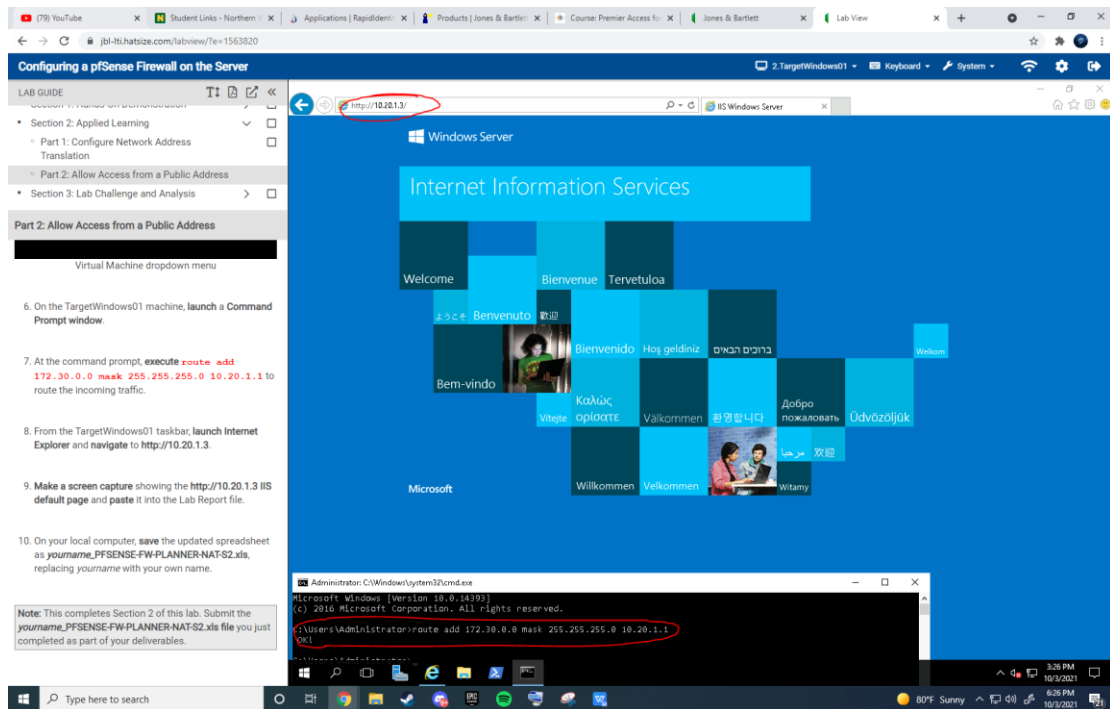 (79) YouTube
Student Links - Northern V
Applications | RapidIdenti
Products | Jones & Bartlett
Course: Premier Access fo
Jones & Bartlett
Lab View
jbl-lti.hatsize.com/labview/?e=1563820
Configuring a pfSense Firewall on the Server
2.TargetWindows01
Keyboard
System
LAB GUIDE
Section 2: Applied Learning
Part 1: Configure Network Address
Translation
Part 2: Allow Access from a Public Address
Section 3: Lab Challenge and Analysis
Part 2: Allow Access from a Public Address
Virtual Machine dropdown menu
6. On the TargetWindows01 machine, launch a Command
Prompt window.
7. At the command prompt, execute route add
172.30.0.0 mask 255.255.255.0 10.20.1.1 to
route the incoming traffic.
8. From the TargetWindows01 taskbar, launch Internet
Explorer and navigate to http://10.20.1.3.
9. Make a screen capture showing the http://10.20.1.3 IIS
default page and paste it into the Lab Report file.
10. On your local computer, save the updated spreadsheet
as yourname_PFSENSE-FW-PLANNER-NAT-S2.xls,
replacing yourname with your own name.
Note: This completes Section 2 of this lab. Submit the
yourname_PFSENSE-FW-PLANNER-NAT-S2.xls file you just
completed as part of your deliverables.
http://10.20.1.3/
IIS Windows Server
Windows Server
Internet Information Services
Welcome
Bienvenue
Tervetuloa
ようこそ
Benvenuto
歡迎
Bienvenido
Hoş geldiniz
ברוכים הבאים
Welkom
Bem-vindo
Vítejte
Καλώς
ορίσατε
Välkommen
환영합니다
Добро
пожаловать
Üdvözöljük
مرحبا
欢迎
Microsoft
Willkommen
Velkommen
Witamy
Administrator: C:\Windows\system32\cmd.exe
Microsoft Windows [Version 10.0.14393]
(c) 2016 Microsoft Corporation. All rights reserved.
C:\Users\Administrator>route add 172.30.0.0 mask 255.255.255.0 10.20.1.1
OK!
3:26 PM
10/3/2021
Type here to search
80°F Sunny
6:26 PM
10/3/2021